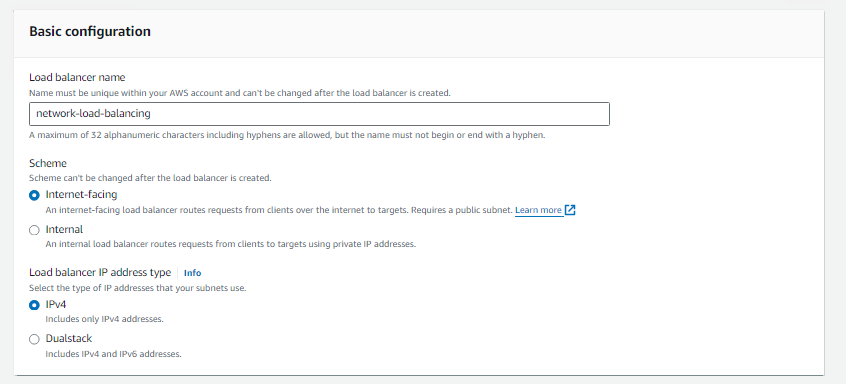 Basic configuration
Load balancer name
Name must be unique within your AWS account and can't be changed after the load balancer is created.
network-load-balancing
A maximum of 32 alphanumeric characters including hyphens are allowed, but the name must not begin or end with a hyphen.
Scheme
Scheme can't be changed after the load balancer is created.
Internet-facing
An internet-facing load balancer routes requests from clients over the internet to targets. Requires a public subnet. Learn more
Internal
An internal load balancer routes requests from clients to targets using private IP addresses.
Load balancer IP address type Info
Select the type of IP addresses that your subnets use.
IPv4
Includes only IPv4 addresses.
Dualstack
Includes IPv4 and IPv6 addresses.